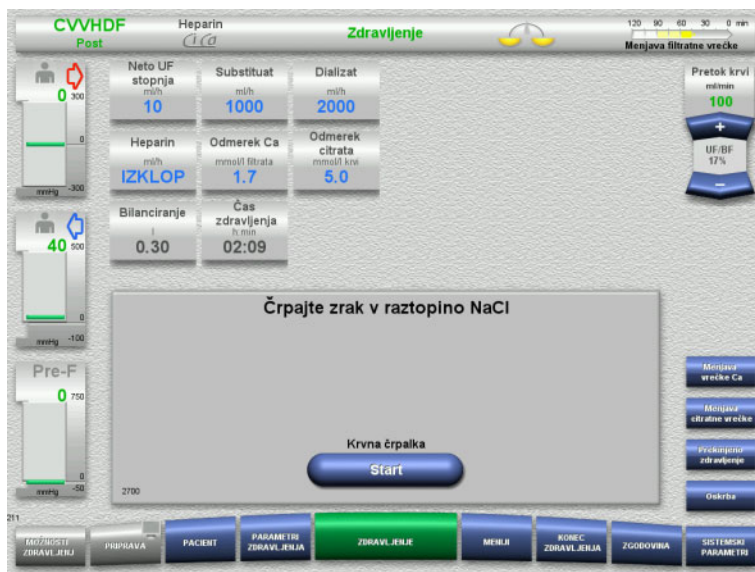 CVVHDF
Post
Heparin
Ci Ca
Zdravljenje
120 90 60 30 0 min
Menjava filtratne vrečke
0
300
0
mmHg
-300
Neto UF
stopnja
ml/h
10
Substituat
ml/h
1000
Dializat
ml/h
2000
Pretok krvi
ml/min
100
+
UF/BF
17%
−
Heparin
ml/h
IZKLOP
Odmerek Ca
mmol/l filtrata
1.7
Odmerek
citrata
mmol/l krvi
5.0
Bilanciranje
l
0.30
Čas
zdravljenja
h:min
02:09
40
500
0
mmHg
-100
Črpajte zrak v raztopino NaCl
Pre-F
0
750
0
mmHg
-50
Krvna črpalka
Start
2700
Menjava
vrečke Ca
Menjava
citratne vrečke
Prekinjeno
zdravljenje
Oskrba
211
MOŽNOSTI
ZDRAVLJENJ
PRIPRAVA
PACIENT
PARAMETRI
ZDRAVLJENJA
ZDRAVLJENJE
MENIJI
KONEC
ZDRAVLJENJA
ZGODOVINA
SISTEMSKI
PARAMETRI